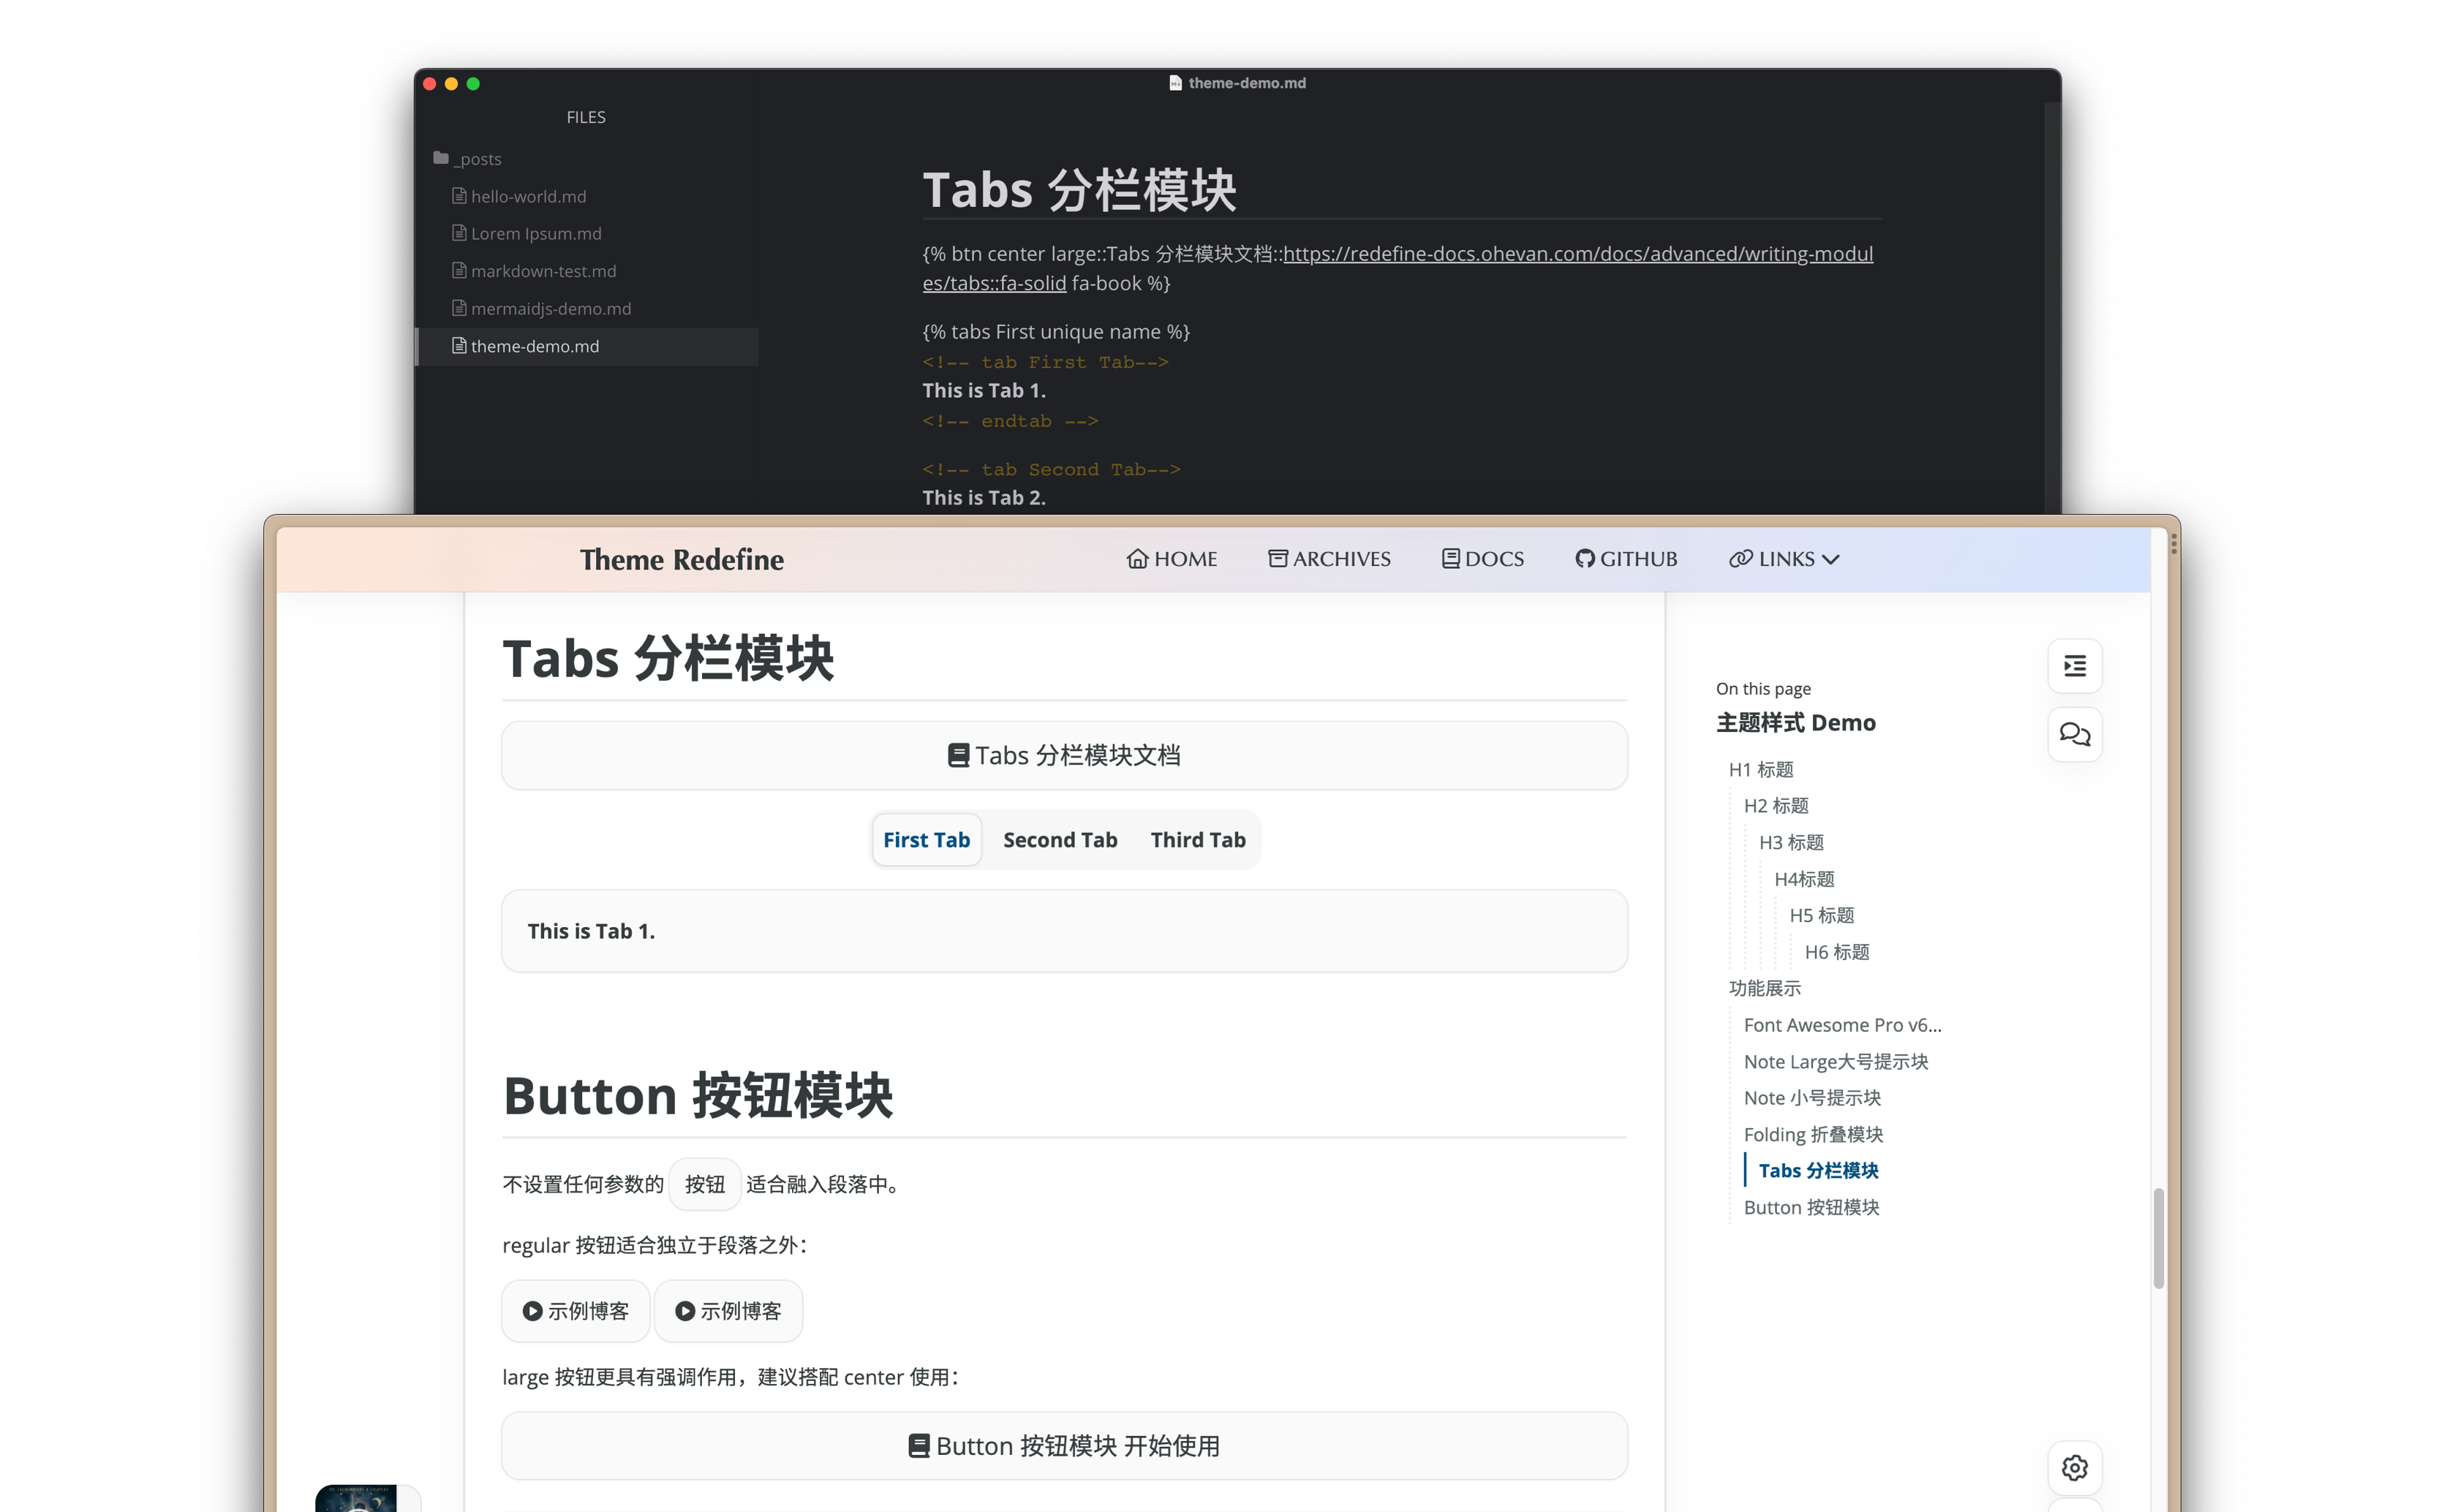 theme-demo.md
FILES
_posts
hello-world.md
Lorem Ipsum.md
markdown-test.md
mermaidjs-demo.md
theme-demo.md
Tabs 分栏模块
{% btn center large::Tabs 分栏模块文档::https://redefine-docs.ohevan.com/docs/advanced/writing-modul
es/tabs::fa-solid fa-book %}
{% tabs First unique name %}
<!-- tab First Tab-->
This is Tab 1.
<!-- endtab -->
<!-- tab Second Tab-->
This is Tab 2.
Theme Redefine
HOME
ARCHIVES
DOCS
GITHUB
LINKS
Tabs 分栏模块
Tabs 分栏模块文档
First Tab
Second Tab
Third Tab
This is Tab 1.
Button 按钮模块
不设置任何参数的 按钮 适合融入段落中。
regular 按钮适合独立于段落之外：
示例博客
示例博客
large 按钮更具有强调作用，建议搭配 center 使用：
Button 按钮模块 开始使用
On this page
主题样式 Demo
H1 标题
H2 标题
H3 标题
H4标题
H5 标题
H6 标题
功能展示
Font Awesome Pro v6...
Note Large大号提示块
Note 小号提示块
Folding 折叠模块
Tabs 分栏模块
Button 按钮模块